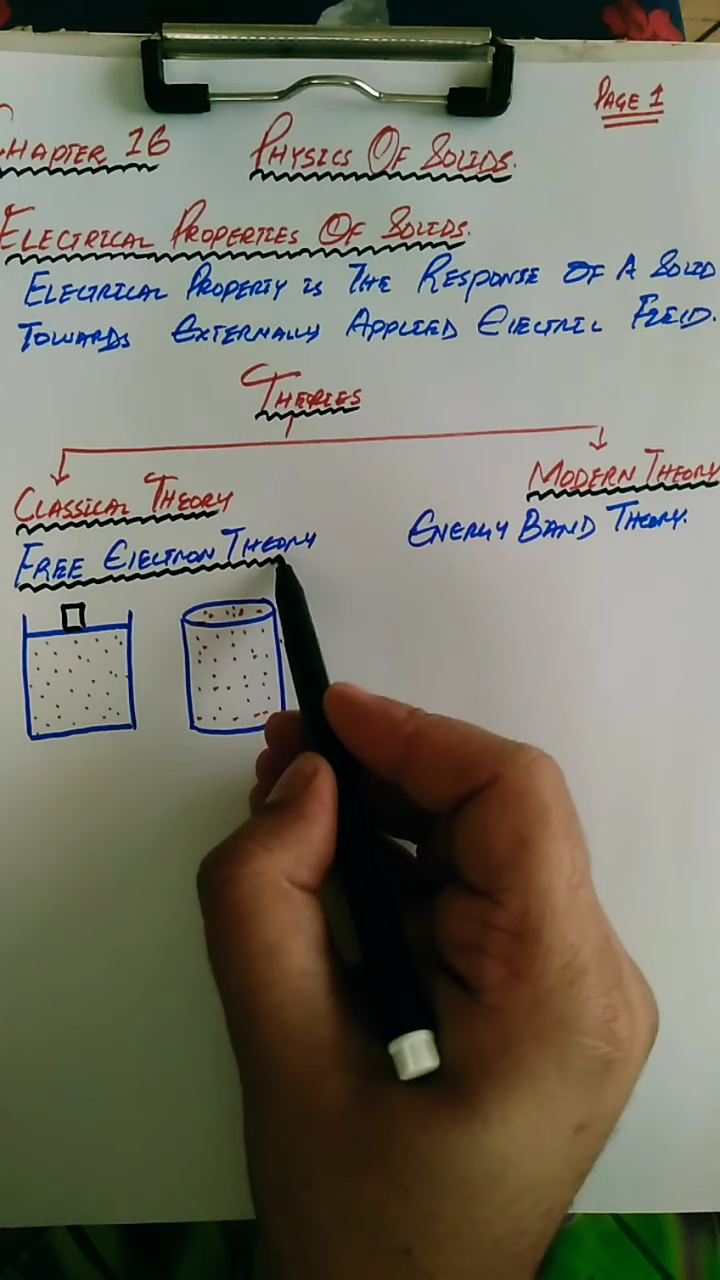 PAGE 1
CHAPTER 16 PHYSICS OF SOLIDS.
ELECTRICAL PROPERTIES OF SOLIDS.
ELECTRICAL PROPERTY IS THE RESPONSE OF A SOLID
TOWARDS EXTERNALLY APPLIED ELECTRIC FIELD.
THEORIES
CLASSICAL THEORY
MODERN THEORY
FREE ELECTRON THEORY
ENERGY BAND THEORY.